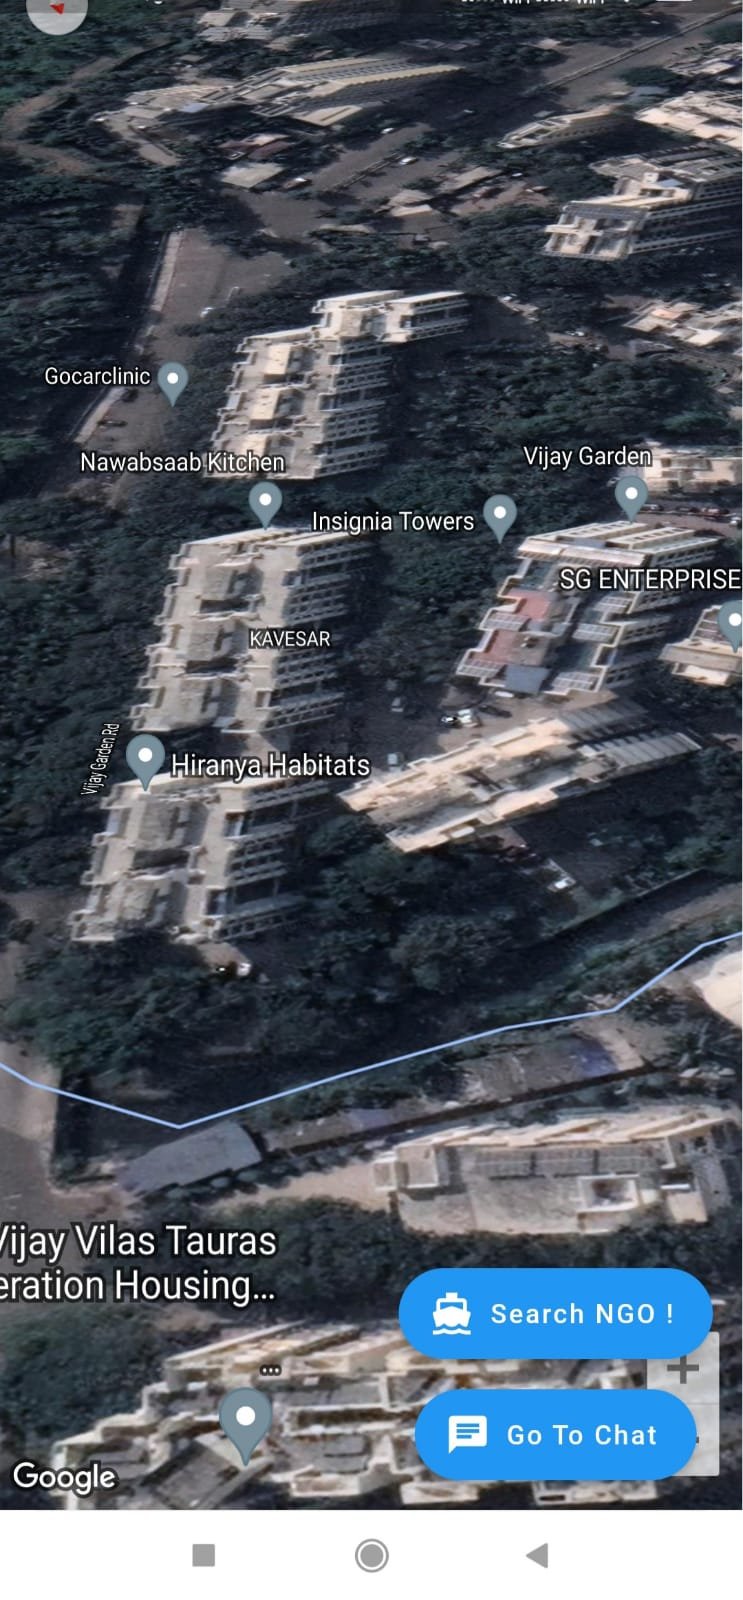 Gocarclinic
Nawabsaab Kitchen
Vijay Garden
Insignia Towers
SG ENTERPRISE
KAVESAR
Vijay Garden Rd
Hiranya Habitats
Vijay Vilas Tauras
eration Housing...
Search NGO !
Go To Chat
Google